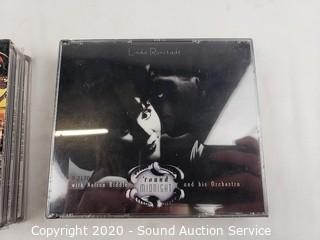 Linda Ronstadt
'round
MIDNIGHT
with Nelson Riddle and his Orchestra
Copyright 2020 - Sound Auction Service